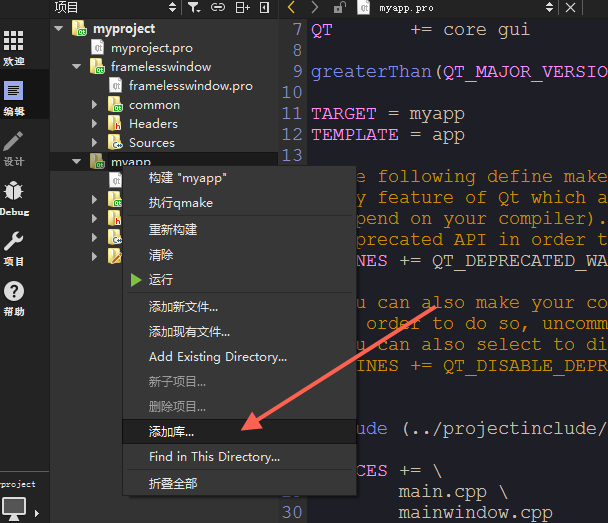 项目
myapp.pro
欢迎
编辑
设计
Debug
项目
帮助
project
myproject
myproject.pro
framelesswindow
framelesswindow.pro
common
Headers
Sources
myapp
构建 "myapp"
执行qmake
重新构建
清除
运行
添加新文件...
添加现有文件...
Add Existing Directory...
新子项目...
删除项目...
添加库...
Find in This Directory...
折叠全部
7 QT += core gui
8
9 greaterThan(QT_MAJOR_VERSIO
10
11 TARGET = myapp
12 TEMPLATE = app
13
e following define make
y feature of Qt which a
pend on your compiler).
precated API in order t
NES += QT_DEPRECATED_WA
u can also make your co
order to do so, uncomm
u can also select to di
INES += QT_DISABLE_DEPR
ude (../projectinclude/
CES += \
main.cpp \
30 mainwindow.cpp